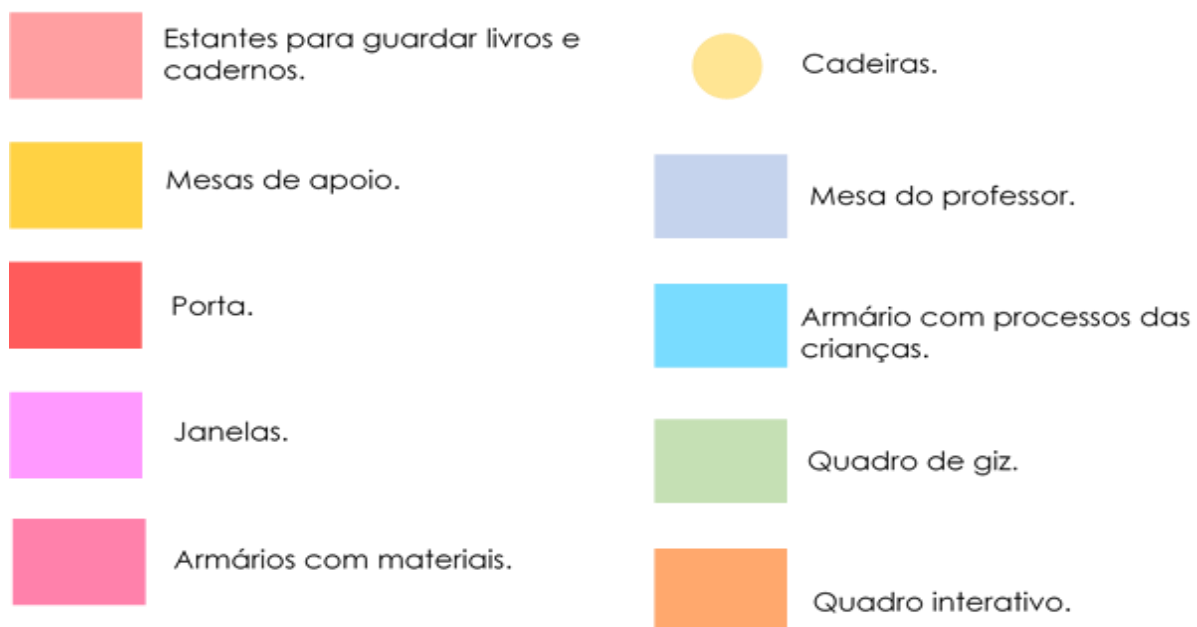 Estantes para guardar livros e
cadernos.
Mesas de apoio.
Porta.
Janelas.
Armários com materiais.
Cadeiras.
Mesa do professor.
Armário com processos das
crianças.
Quadro de giz.
Quadro interativo.